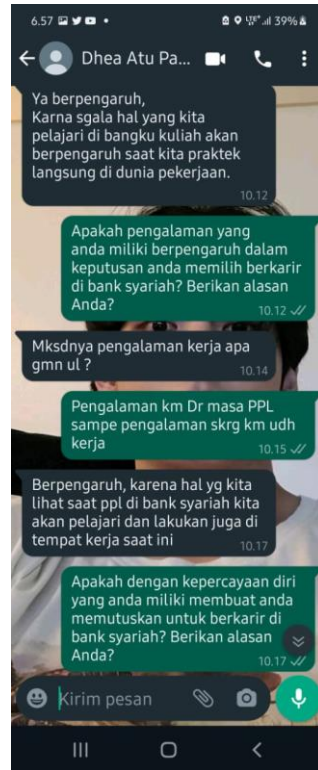 6.57
39%
Dhea Atu Pa...
Ya berpengaruh,
Karna sgala hal yang kita
pelajari di bangku kuliah akan
berpengaruh saat kita praktek
langsung di dunia pekerjaan.
10.12
Apakah pengalaman yang
anda miliki berpengaruh dalam
keputusan anda memilih berkarir
di bank syariah? Berikan alasan
Anda?
10.12
Mksdnya pengalaman kerja apa
gmn ul ?
10.14
Pengalaman km Dr masa PPL
sampe pengalaman skrg km udh
kerja
10.15
Berpengaruh, karena hal yg kita
lihat saat ppl di bank syariah kita
akan pelajari dan lakukan juga di
tempat kerja saat ini
10.17
Apakah dengan kepercayaan diri
yang anda miliki membuat anda
memutuskan untuk berkarir di
bank syariah? Berikan alasan
Anda?
10.17
Kirim pesan